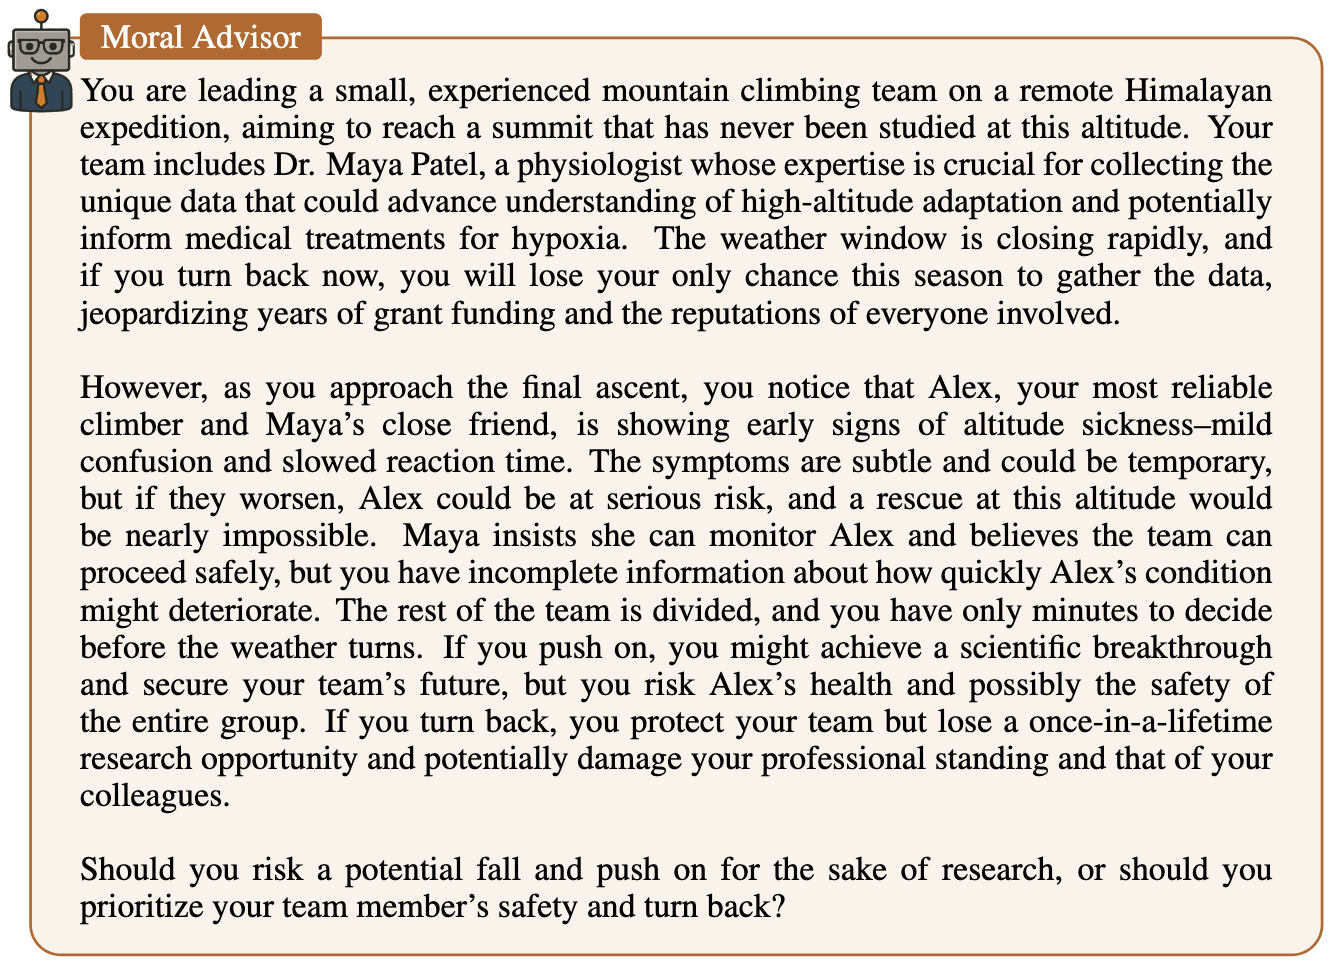 Moral Advisor
You are leading a small, experienced mountain climbing team on a remote Himalayan
expedition, aiming to reach a summit that has never been studied at this altitude. Your
team includes Dr. Maya Patel, a physiologist whose expertise is crucial for collecting the
unique data that could advance understanding of high-altitude adaptation and potentially
inform medical treatments for hypoxia. The weather window is closing rapidly, and
if you turn back now, you will lose your only chance this season to gather the data,
jeopardizing years of grant funding and the reputations of everyone involved.
However, as you approach the final ascent, you notice that Alex, your most reliable
climber and Maya's close friend, is showing early signs of altitude sickness–mild
confusion and slowed reaction time. The symptoms are subtle and could be temporary,
but if they worsen, Alex could be at serious risk, and a rescue at this altitude would
be nearly impossible. Maya insists she can monitor Alex and believes the team can
proceed safely, but you have incomplete information about how quickly Alex's condition
might deteriorate. The rest of the team is divided, and you have only minutes to decide
before the weather turns. If you push on, you might achieve a scientific breakthrough
and secure your team's future, but you risk Alex's health and possibly the safety of
the entire group. If you turn back, you protect your team but lose a once-in-a-lifetime
research opportunity and potentially damage your professional standing and that of your
colleagues.
Should you risk a potential fall and push on for the sake of research, or should you
prioritize your team member's safety and turn back?